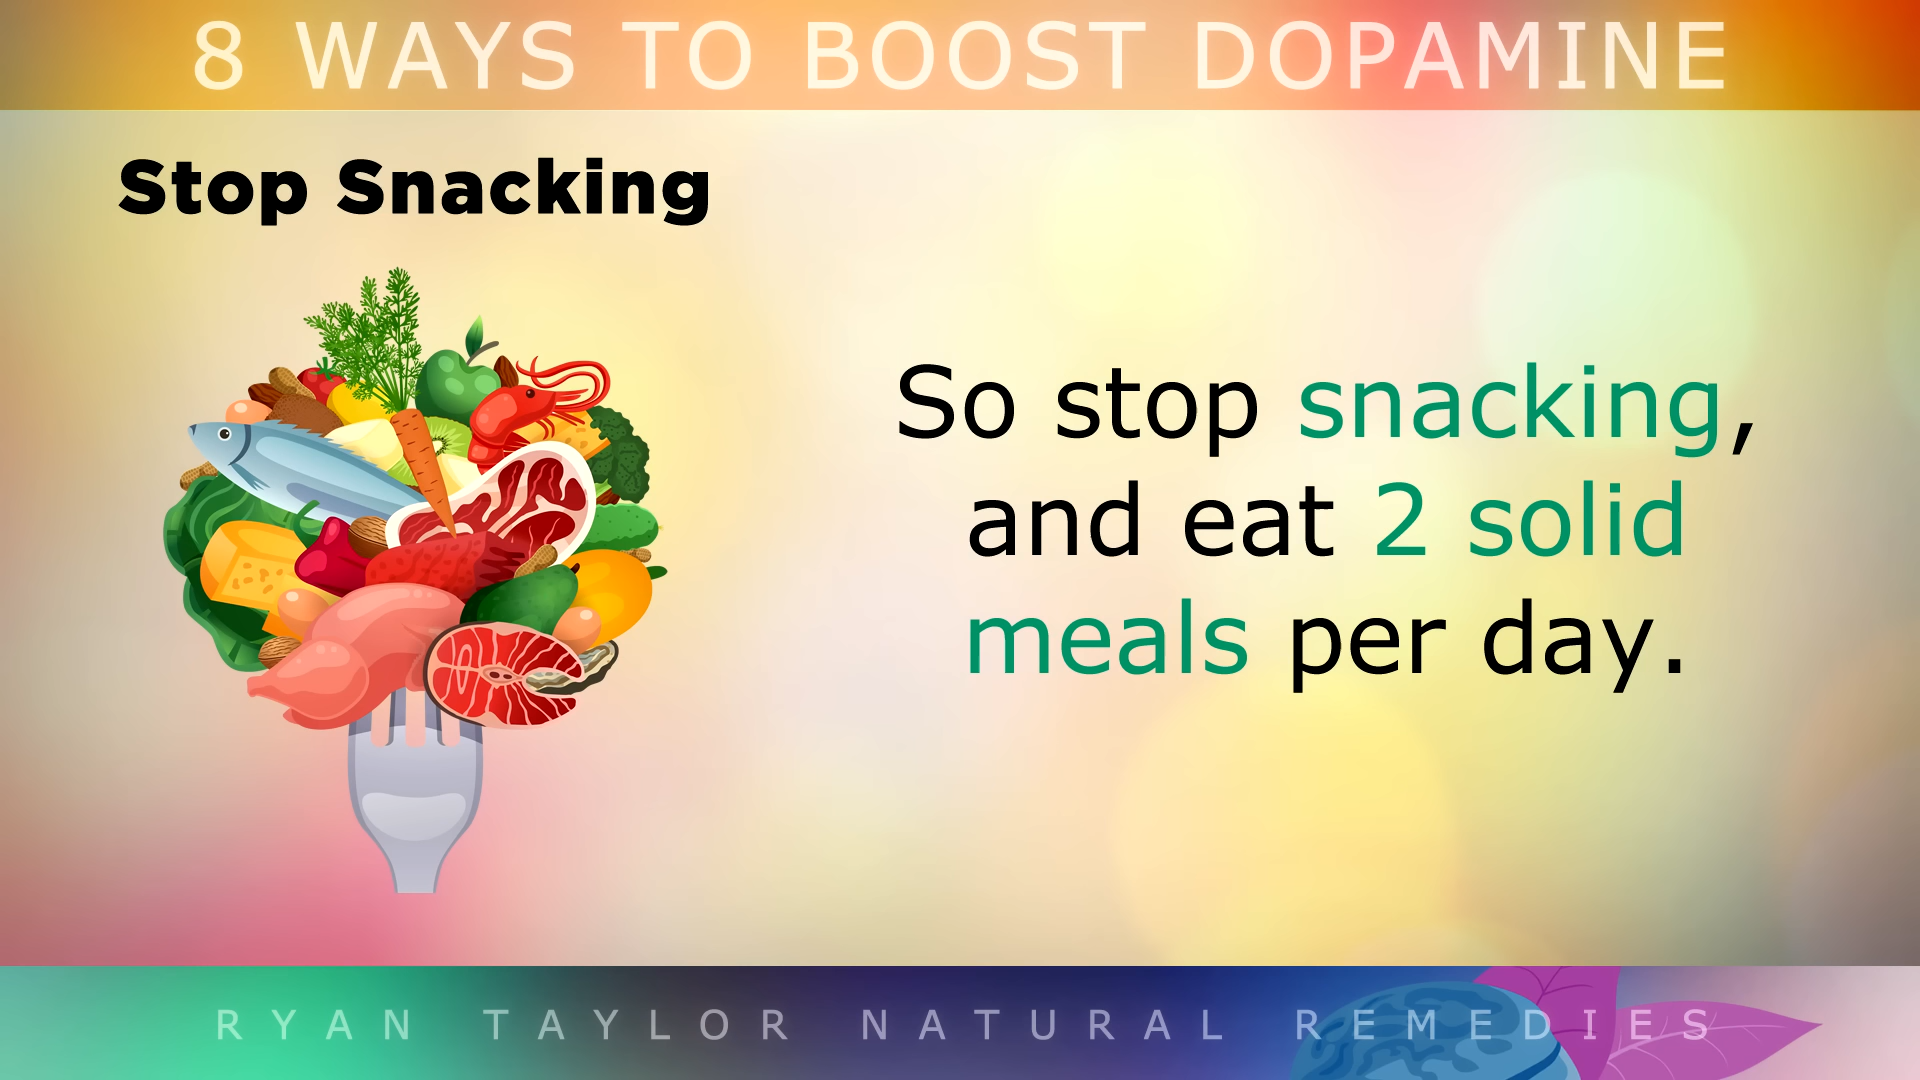 8 WAYS TO BOOST DOPAMINE
Stop Snacking
So stop snacking,
and eat 2 solid
meals per day.
RYAN TAYLOR NATURAL REMEDIES